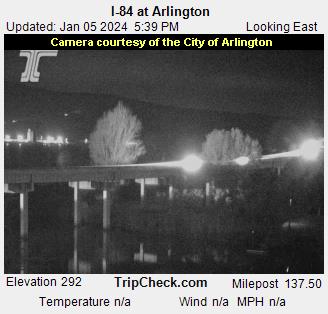 I-84 at Arlington
Updated: Jan 05 2024 5:39 PM Looking East
Camera courtesy of the City of Arlington
Elevation 292 TripCheck.com Milepost 137.50
Temperature n/a Wind n/a MPH n/a